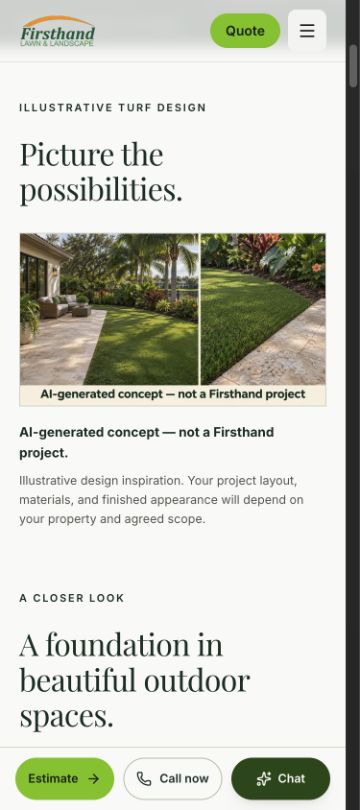 Firsthand
LAWN & LANDSCAPE
Quote
ILLUSTRATIVE TURF DESIGN
Picture the
possibilities.
AI-generated concept — not a Firsthand project
AI-generated concept — not a Firsthand
project.
Illustrative design inspiration. Your project layout,
materials, and finished appearance will depend on
your property and agreed scope.
A CLOSER LOOK
A foundation in
beautiful outdoor
spaces.
Estimate
Call now
Chat